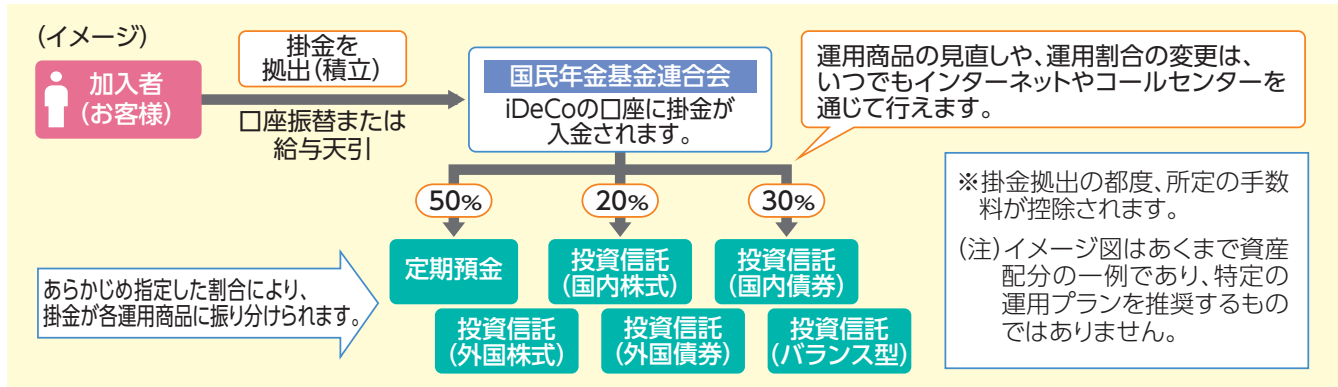 (イメージ)
加入者
(お客様)
掛金を
拠出(積立)
口座振替または
給与天引
国民年金基金連合会
iDeCoの口座に掛金が
入金されます。
運用商品の見直しや、運用割合の変更は、
いつでもインターネットやコールセンターを
通じて行えます。
50%
20%
30%
定期預金
投資信託
(国内株式)
投資信託
(国内債券)
投資信託
(外国株式)
投資信託
(外国債券)
投資信託
(バランス型)
あらかじめ指定した割合により、
掛金が各運用商品に振り分けられます。
※掛金拠出の都度、所定の手数
料が控除されます。
(注)イメージ図はあくまで資産
配分の一例であり、特定の
運用プランを推奨するもの
ではありません。